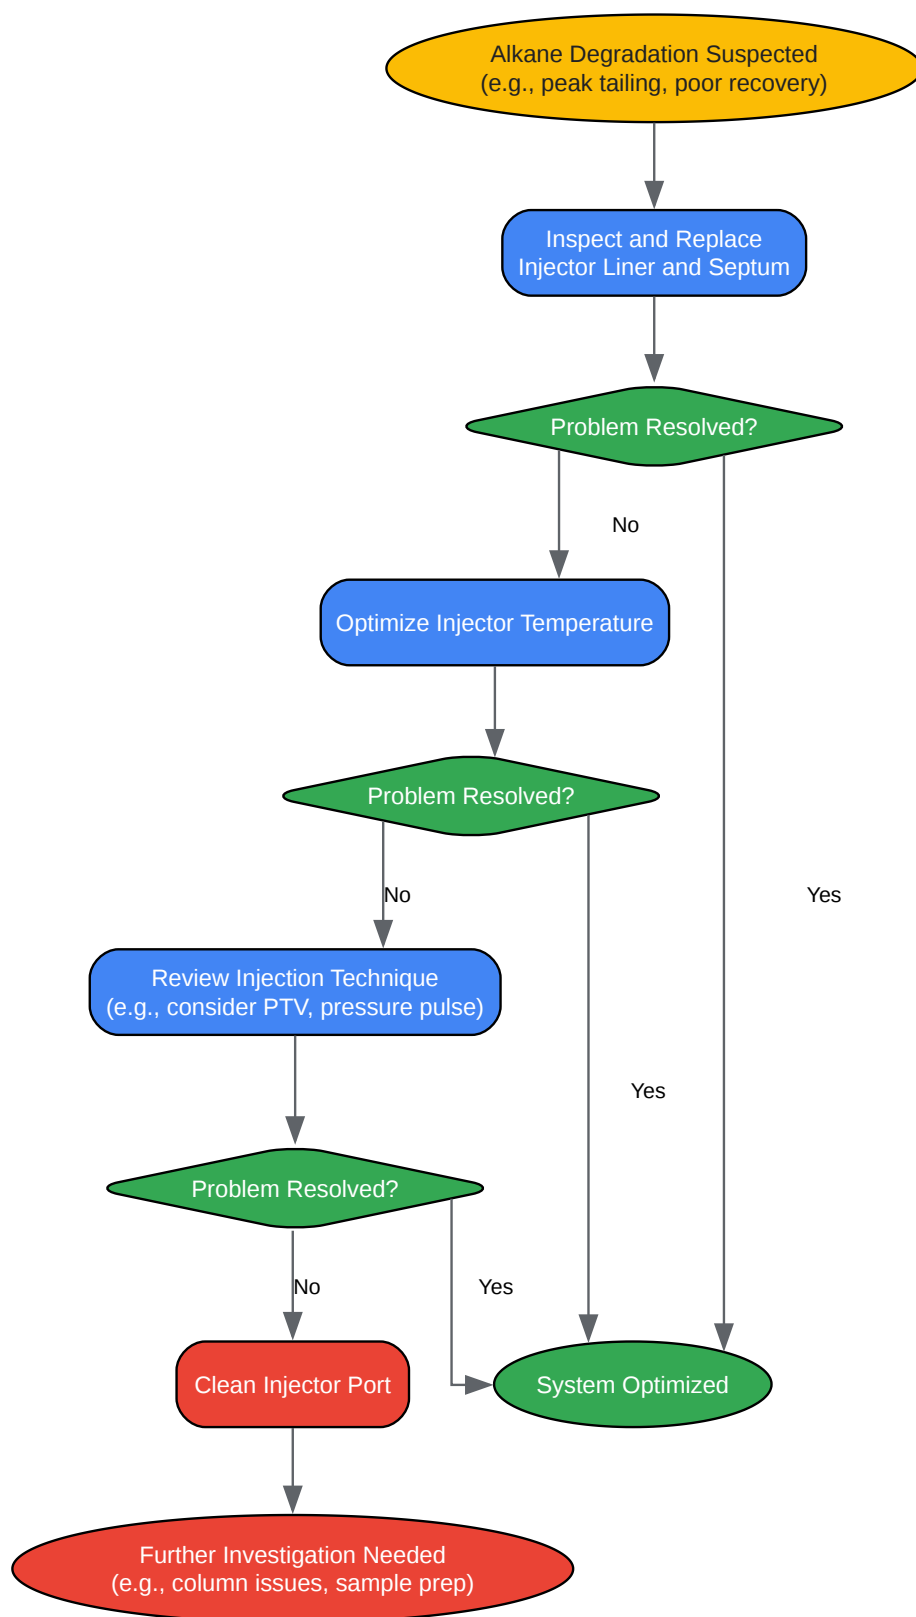 Alkane Degradation Suspected
(e.g., peak tailing, poor recovery)
Inspect and Replace
Injector Liner and Septum
Problem Resolved?
No
Optimize Injector Temperature
Problem Resolved?
No
Yes
Review Injection Technique
(e.g., consider PTV, pressure pulse)
Yes
Problem Resolved?
No
Yes
Clean Injector Port
System Optimized
Further Investigation Needed
(e.g., column issues, sample prep)